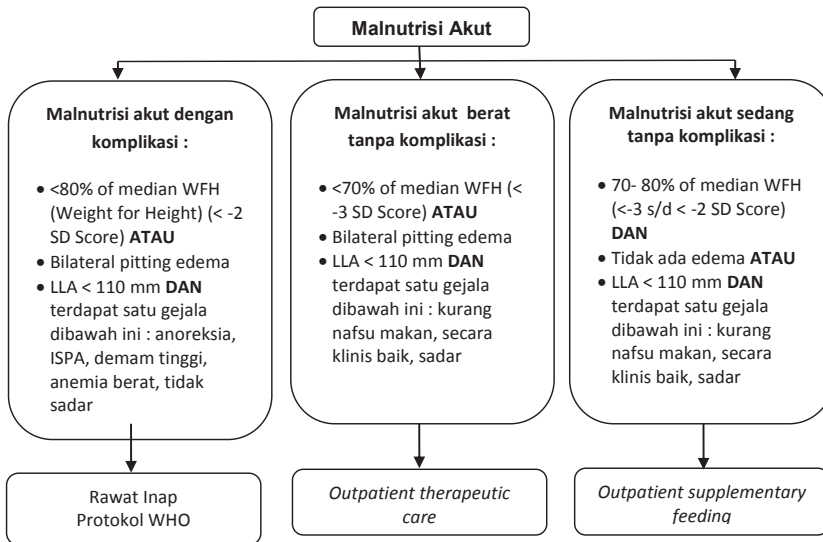 Malnutrisi Akut
Malnutrisi akut dengan
komplikasi :
• <80% of median WFH
(Weight for Height) (< -2
SD Score) ATAU
• Bilateral pitting edema
• LLA < 110 mm DAN
terdapat satu gejala
dibawah ini : anoreksia,
ISPA, demam tinggi,
anemia berat, tidak
sadar
Malnutrisi akut berat
tanpa komplikasi :
• <70% of median WFH (<
-3 SD Score) ATAU
• Bilateral pitting edema
• LLA < 110 mm DAN
terdapat satu gejala
dibawah ini : kurang
nafsu makan, secara
klinis baik, sadar
Malnutrisi akut sedang
tanpa komplikasi :
• 70- 80% of median WFH
(<-3 s/d < -2 SD Score)
DAN
• Tidak ada edema ATAU
• LLA < 110 mm DAN
terdapat satu gejala
dibawah ini : kurang
nafsu makan, secara
klinis baik, sadar
Rawat Inap
Protokol WHO
Outpatient therapeutic
care
Outpatient supplementary
feeding